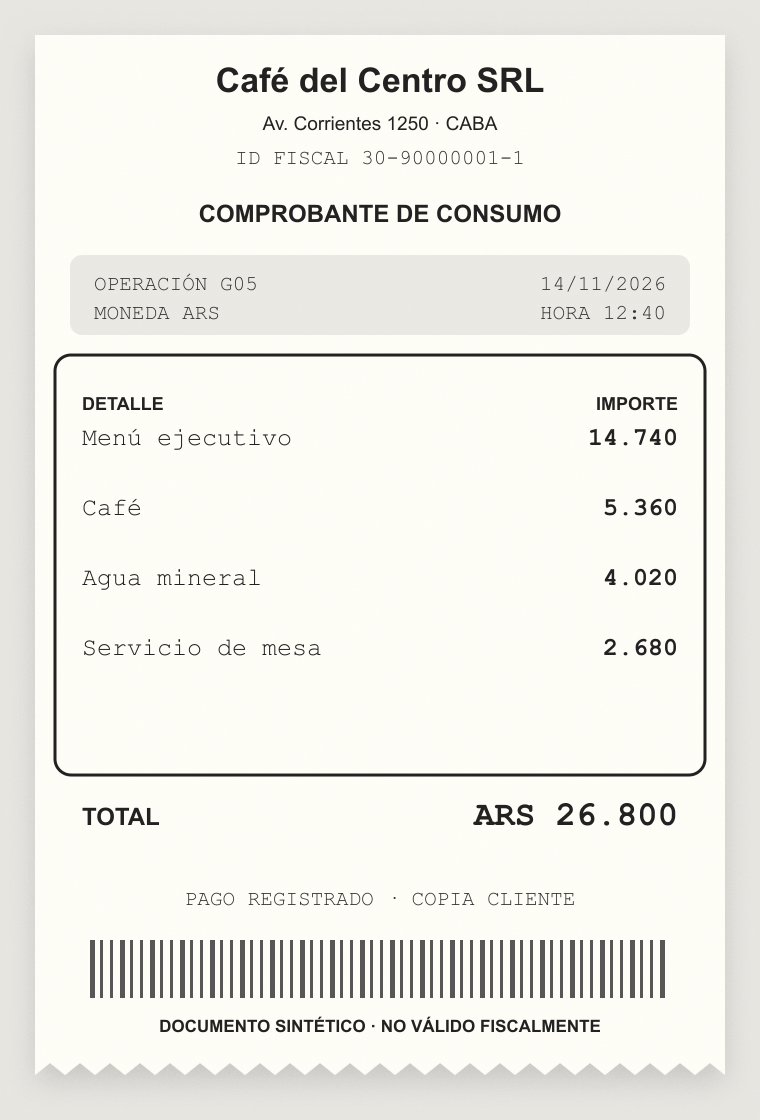 Café del Centro SRL
Av. Corrientes 1250 · CABA
ID FISCAL 30-90000001-1
COMPROBANTE DE CONSUMO
OPERACIÓN G05 14/11/2026
MONEDA ARS HORA 12:40
DETALLE IMPORTE
Menú ejecutivo 14.740
Café 5.360
Agua mineral 4.020
Servicio de mesa 2.680
TOTAL ARS 26.800
PAGO REGISTRADO · COPIA CLIENTE
DOCUMENTO SINTÉTICO · NO VÁLIDO FISCALMENTE